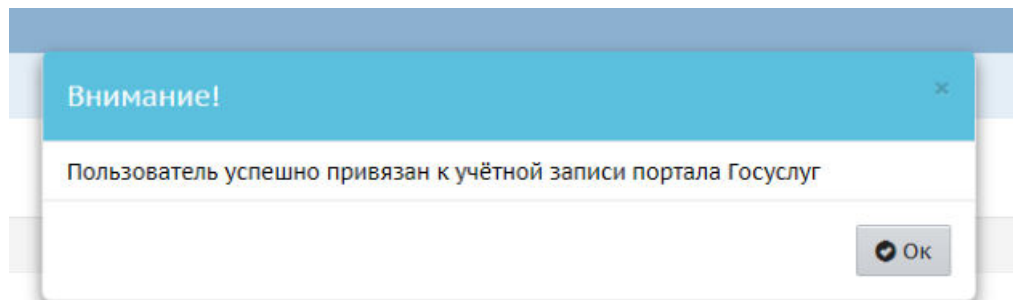 Внимание!
Пользователь успешно привязан к учётной записи портала Госуслуг
Ок